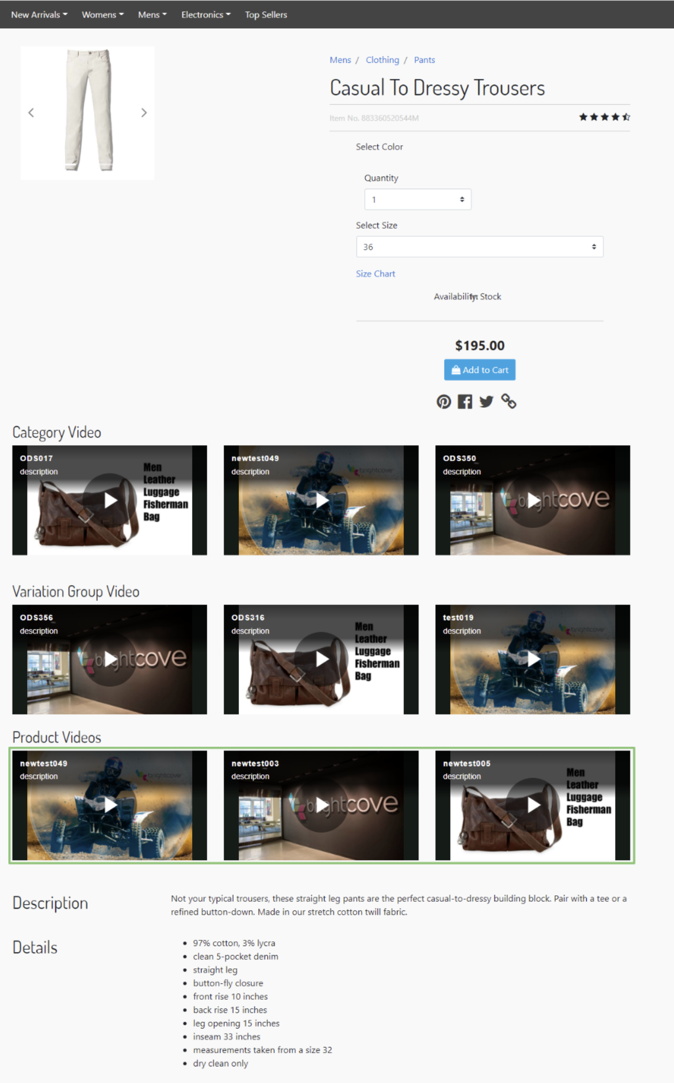 New Arrivals Womens Mens Electronics Top Sellers
Mens / Clothing / Pants
Casual To Dressy Trousers
Item No. 883360520544M
Select Color
Quantity
1
Select Size
36
Size Chart
Availability: Stock
$195.00
Add to Cart
Category Video
ODS017
description
Men
Leather
Luggage
Fisherman
Bag
newtest049
description
ODS350
description
brightcove
Variation Group Video
ODS356
description
brightcove
ODS316
description
Men
Leather
Luggage
Fisherman
Bag
test019
description
Product Videos
newtest049
description
newtest003
description
brightcove
newtest005
description
Men
Leather
Luggage
Fisherman
Bag
Description
Not your typical trousers, these straight leg pants are the perfect casual-to-dressy building block. Pair with a tee or a
refined button-down. Made in our stretch cotton twill fabric.
Details
97% cotton, 3% lycra
clean 5-pocket denim
straight leg
button-fly closure
front rise 10 inches
back rise 15 inches
leg opening 15 inches
inseam 33 inches
measurements taken from a size 32
dry clean only